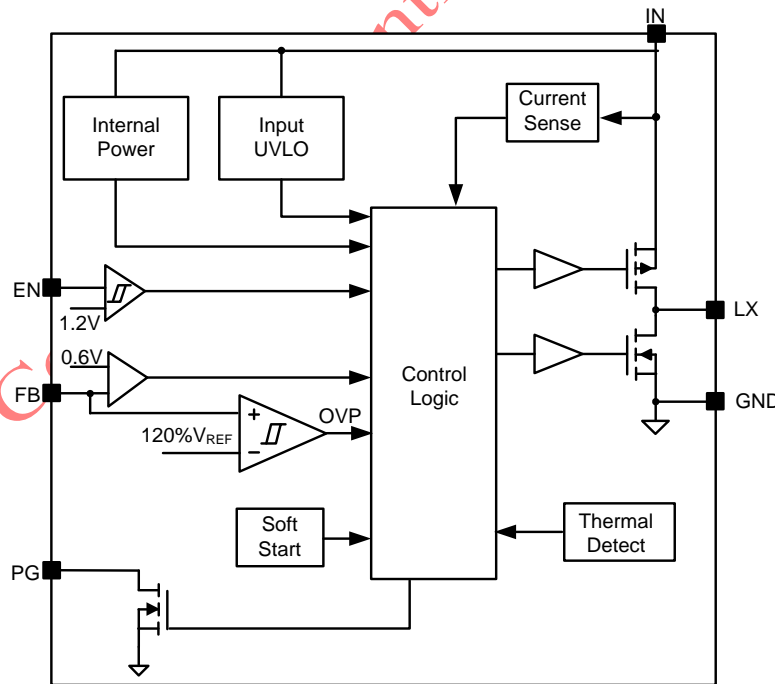 IN
Internal
Power
Input
UVLO
Current
Sense
EN
1.2V
LX
0.6V
FB
Control
Logic
GND
OVP
120%VREF
Soft
Start
Thermal
Detect
PG